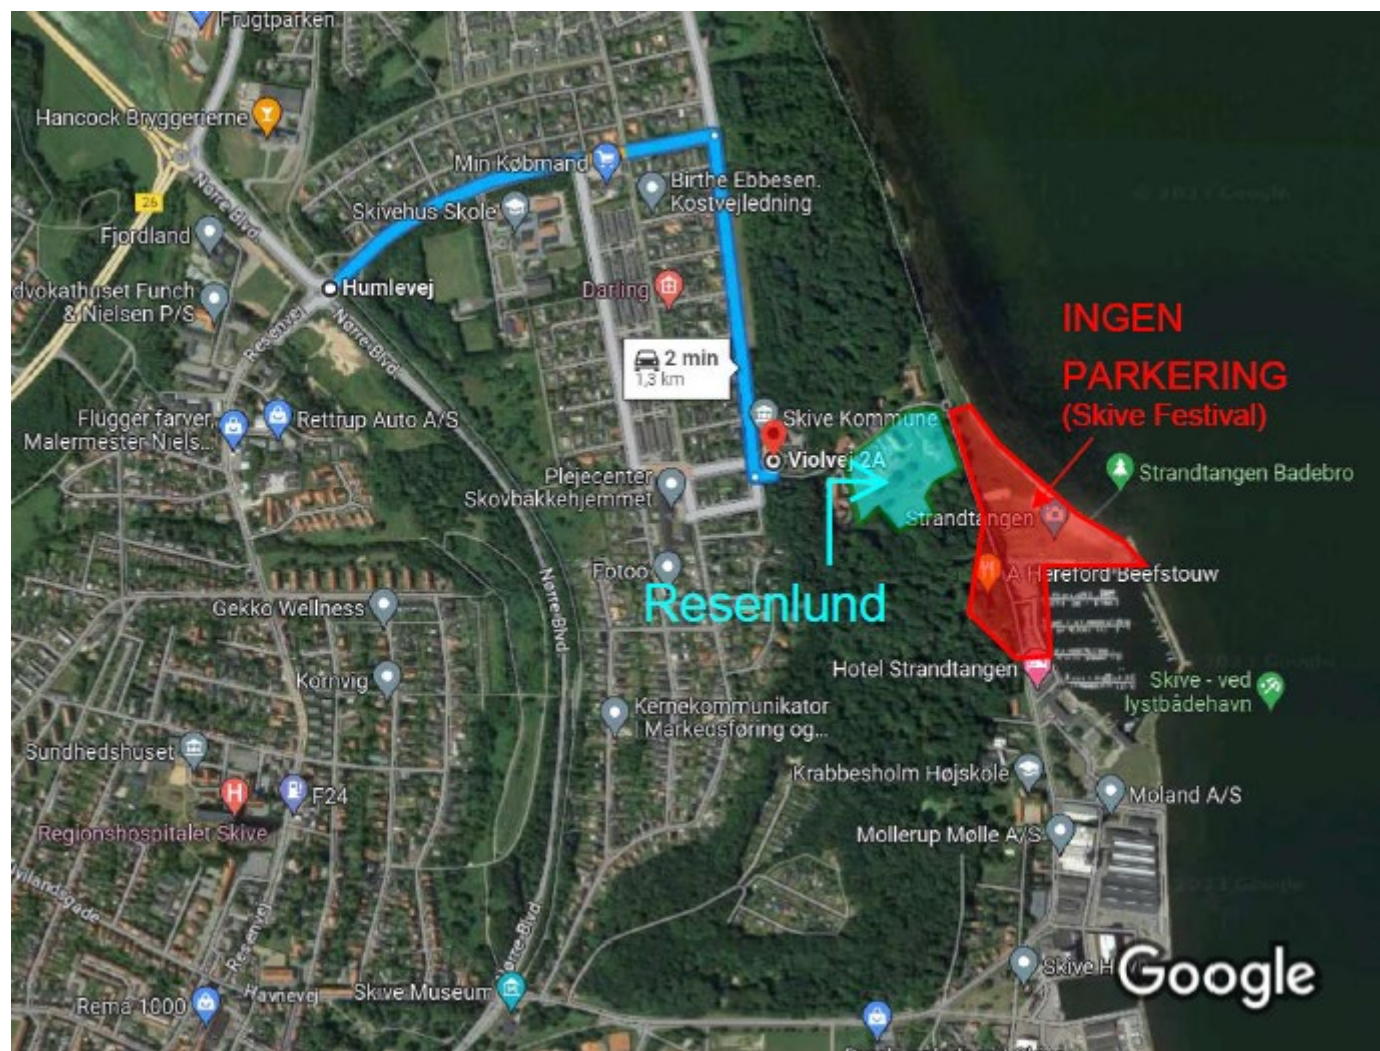 Frugtparken
Hancock Bryggerierne
Min Købmand
Birthe Ebbesen.
Kostvejledning
26
Nørre Blvd.
Skivehus Skole
Fjordland
Darling
Humlevej
dvokathuset Funch
& Nielsen P/S
INGEN
PARKERING
(Skive Festival)
Resenvej
Nørre Blvd.
2 min
1,3 km
Flügger farver,
Malermester Niels...
Rettrup Auto A/S
Skive Kommune
Violvej 2A
Strandtangen Badebro
Plejecenter
Skovbakkehjemmet
Strandtangen
Fotoo
A Hereford Beefstouw
Nørre Blvd.
Gekko Wellness
Resenlund
Hotel Strandtangen
Kornvig
Skive - ved
lystbådehavn
Kernekommunikator
| Markedsføring og...
Sundhedshuset
Krabbesholm Højskole
F24
Moland A/S
Regionshospitalet Skive
Mollerup Mølle A/S
Resenvej
Nørre Blvd
Skive H
Google
Havnevej
Skive Museum
Rema 1000